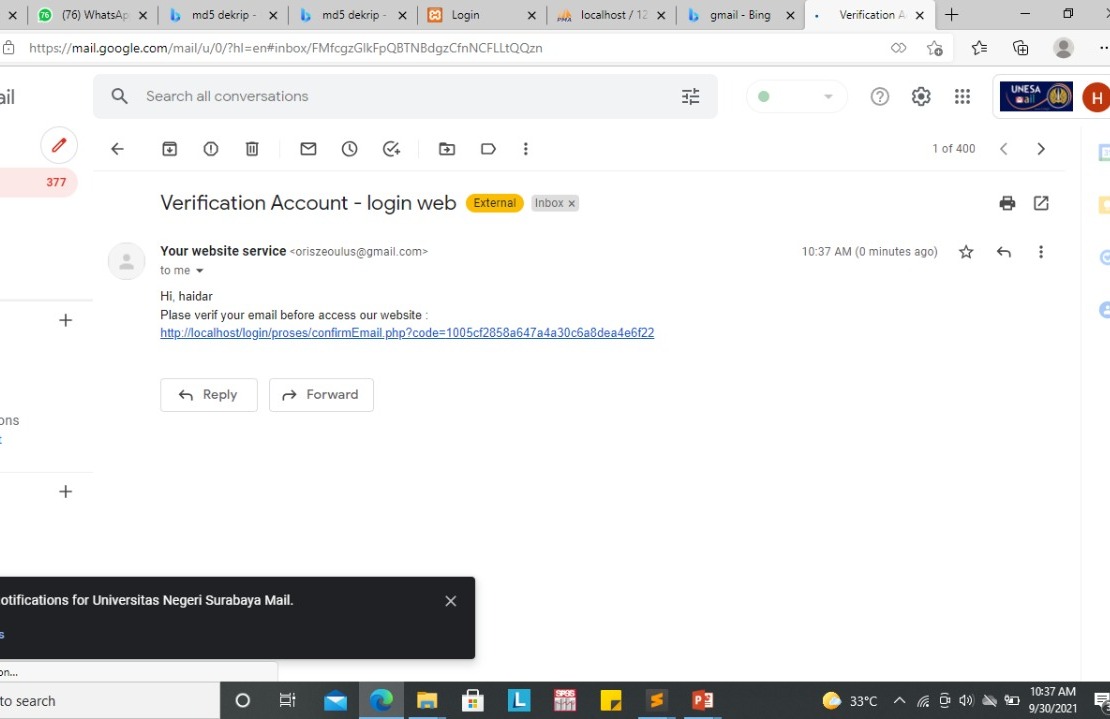 (76) WhatsAp
md5 dekrip -
md5 dekrip -
Login
localhost / 12
gmail - Bing
Verification A
https://mail.google.com/mail/u/0/?hl=en#inbox/FMfcgzGlkFpQBTNBdgzCfnNCFLLtQQzn
ail
Search all conversations
UNESA
H
377
1 of 400
Verification Account - login web External Inbox x
Your website service <oriszeoulus@gmail.com>
10:37 AM (0 minutes ago)
to me
Hi, haidar
Plase verif your email before access our website :
http://localhost/login/proses/confirmEmail.php?code=1005cf2858a647a4a30c6a8dea4e6f22
Reply
Forward
ons
t
otifications for Universitas Negeri Surabaya Mail.
s
on...
to search
33°C
10:37 AM
9/30/2021